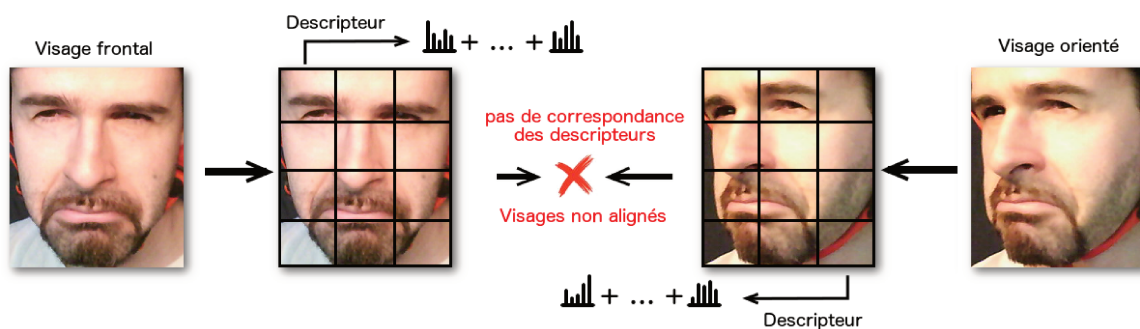 Descripteur
+ ... +
Visage frontal
Visage orienté
pas de correspondance
des descripteurs
Visages non alignés
+ ... +
Descripteur